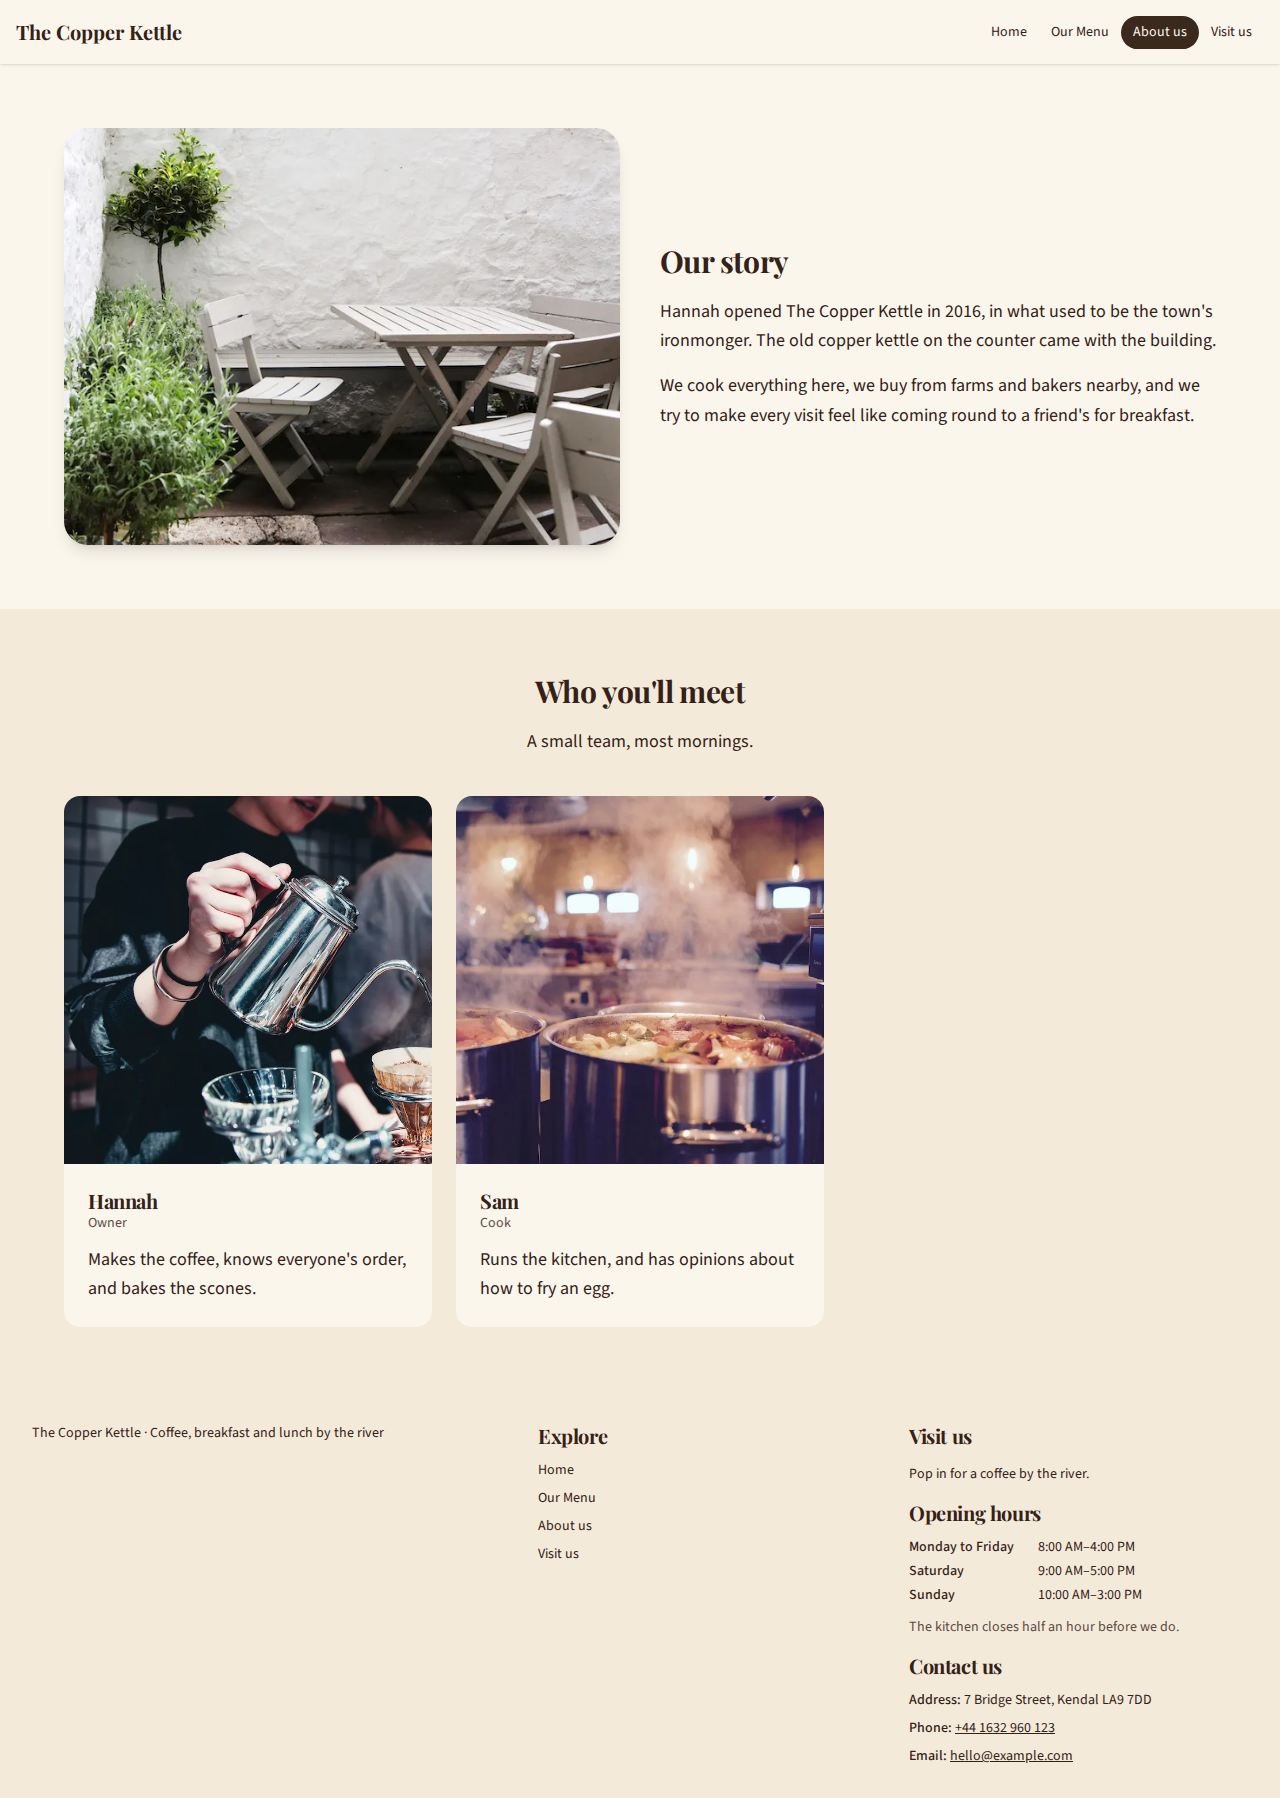 The Copper Kettle
Home
Our Menu
About us
Visit us
Our story
Hannah opened The Copper Kettle in 2016, in what used to be the town's
ironmonger. The old copper kettle on the counter came with the building.
We cook everything here, we buy from farms and bakers nearby, and we
try to make every visit feel like coming round to a friend's for breakfast.
Who you'll meet
A small team, most mornings.
Hannah
Owner
Makes the coffee, knows everyone's order,
and bakes the scones.
Sam
Cook
Runs the kitchen, and has opinions about
how to fry an egg.
The Copper Kettle · Coffee, breakfast and lunch by the river
Explore
Home
Our Menu
About us
Visit us
Visit us
Pop in for a coffee by the river.
Opening hours
Monday to Friday 8:00 AM–4:00 PM
Saturday 9:00 AM–5:00 PM
Sunday 10:00 AM–3:00 PM
The kitchen closes half an hour before we do.
Contact us
Address: 7 Bridge Street, Kendal LA9 7DD
Phone: +44 1632 960 123
Email: hello@example.com